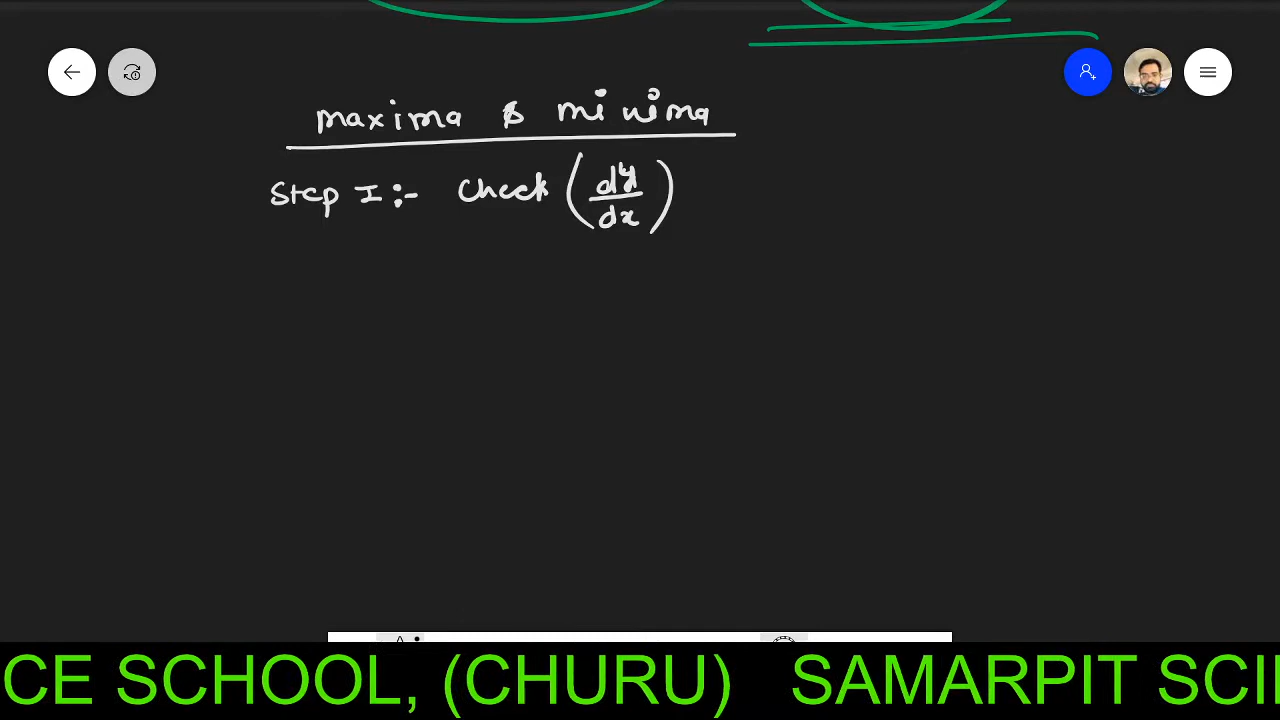 maxima & minima
Step I :- Check (dy/dx)
CE SCHOOL, (CHURU) SAMARPIT SCI